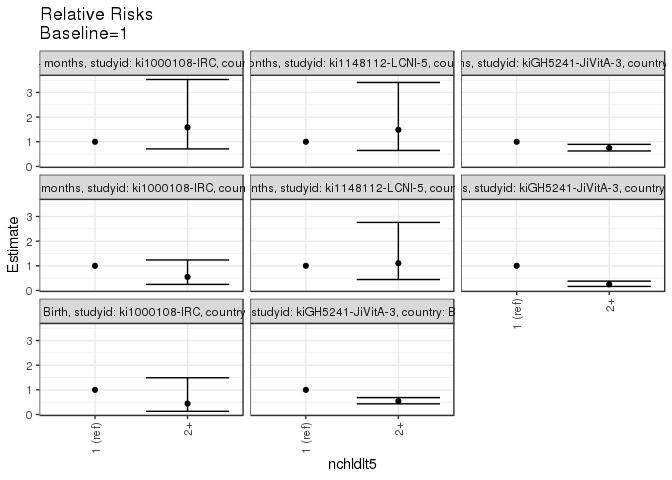 Relative Risks
Baseline=1
months, studyid: ki1000108-IRC, coun
nths, studyid: ki1148112-LCNI-5, cou
s, studyid: kiGH5241-JiVitA-3, country
3
2
1
0
months, studyid: ki1000108-IRC, coun
nths, studyid: ki1148112-LCNI-5, coun
s, studyid: kiGH5241-JiVitA-3, country
3
2
1
0
Estimate
Birth, studyid: ki1000108-IRC, country
studyid: kiGH5241-JiVitA-3, country: B
3
2
1
0
1 (ref)
2+
1 (ref)
2+
1 (ref)
2+
nchldlt5